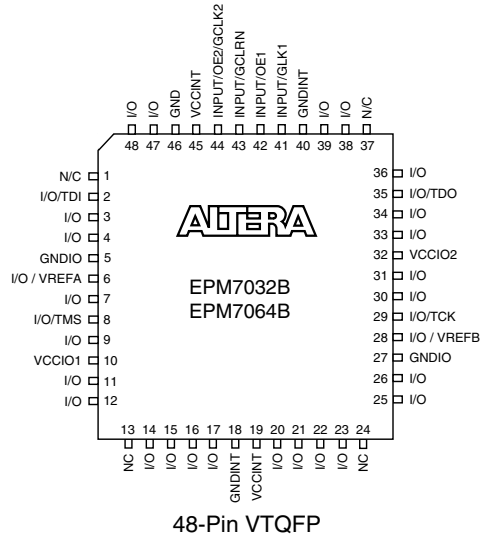 I/O
I/O
GND
VCCINT
INPUT/OE2/GCLK2
INPUT/GCLRN
INPUT/OE1
INPUT/GLK1
GNDINT
I/O
I/O
N/C
48 47 46 45 44 43 42 41 40 39 38 37
N/C 1
I/O/TDI 2
I/O 3
I/O 4
GNDIO 5
I/O / VREFA 6
I/O 7
I/O/TMS 8
I/O 9
VCCIO1 10
I/O 11
I/O 12
ALTERA
EPM7032B
EPM7064B
36 I/O
35 I/O/TDO
34 I/O
33 I/O
32 VCCIO2
31 I/O
30 I/O
29 I/O/TCK
28 I/O / VREFB
27 GNDIO
26 I/O
25 I/O
13 14 15 16 17 18 19 20 21 22 23 24
NC
I/O
I/O
I/O
I/O
GNDINT
VCCINT
I/O
I/O
I/O
I/O
NC
48-Pin VTQFP